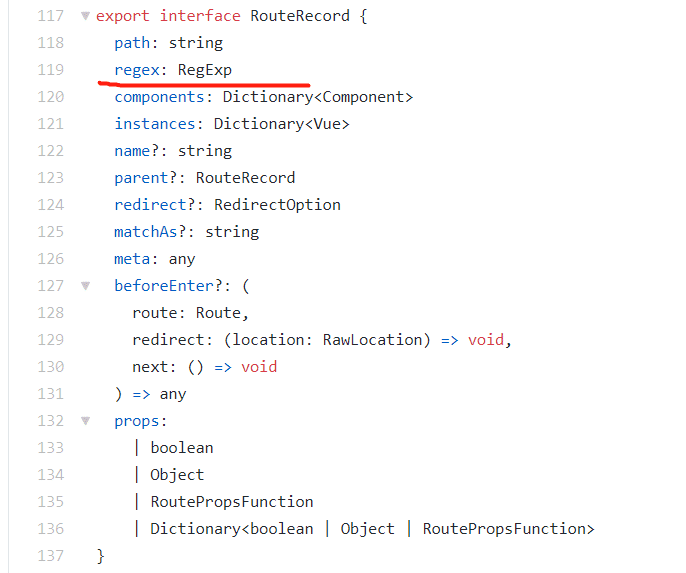 117 export interface RouteRecord {
118 path: string
119 regex: RegExp
120 components: Dictionary<Component>
121 instances: Dictionary<Vue>
122 name?: string
123 parent?: RouteRecord
124 redirect?: RedirectOption
125 matchAs?: string
126 meta: any
127 beforeEnter?: (
128 route: Route,
129 redirect: (location: RawLocation) => void,
130 next: () => void
131 ) => any
132 props:
133 | boolean
134 | Object
135 | RoutePropsFunction
136 | Dictionary<boolean | Object | RoutePropsFunction>
137 }